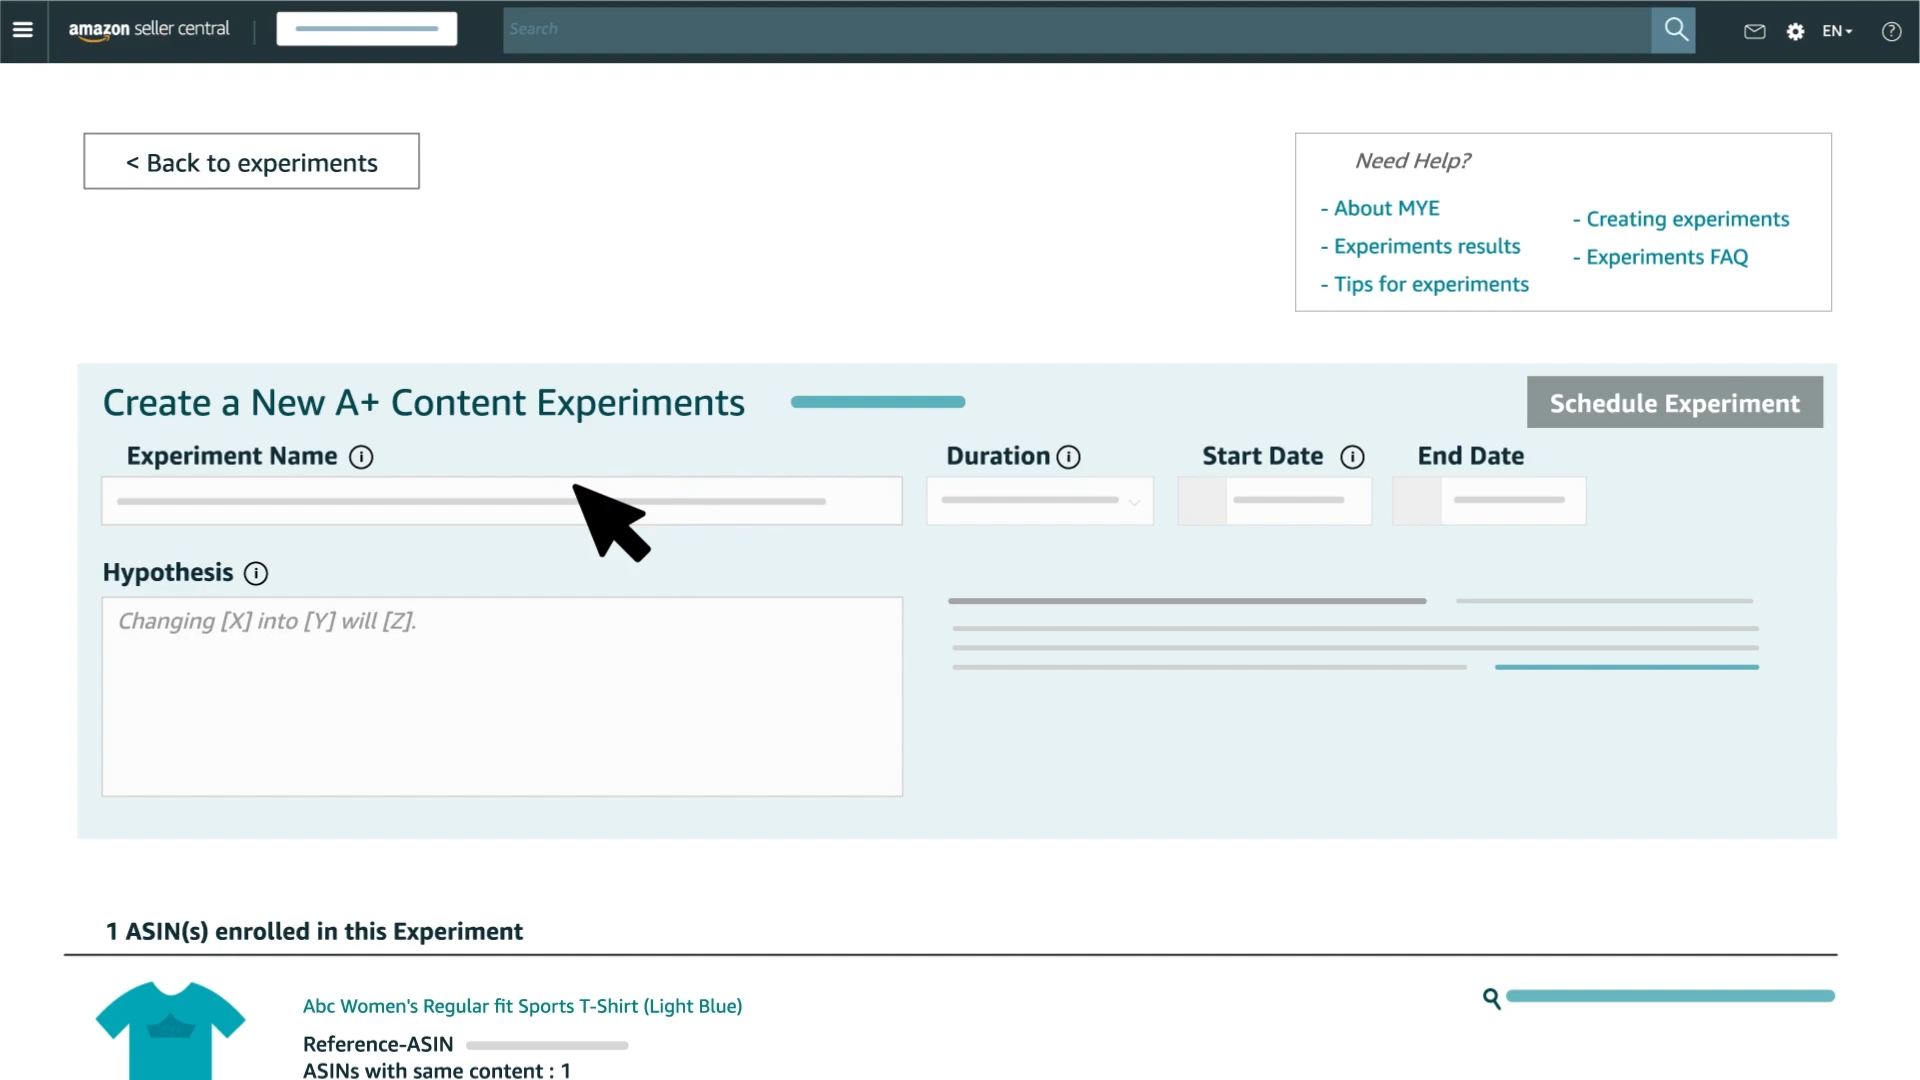 amazon seller central
Search
EN
< Back to experiments
Need Help?
- About MYE
- Experiments results
- Tips for experiments
- Creating experiments
- Experiments FAQ
Create a New A+ Content Experiments
Schedule Experiment
Experiment Name
Duration
Start Date
End Date
Hypothesis
Changing [X] into [Y] will [Z].
1 ASIN(s) enrolled in this Experiment
Abc Women's Regular fit Sports T-Shirt (Light Blue)
Reference-ASIN
ASINs with same content : 1